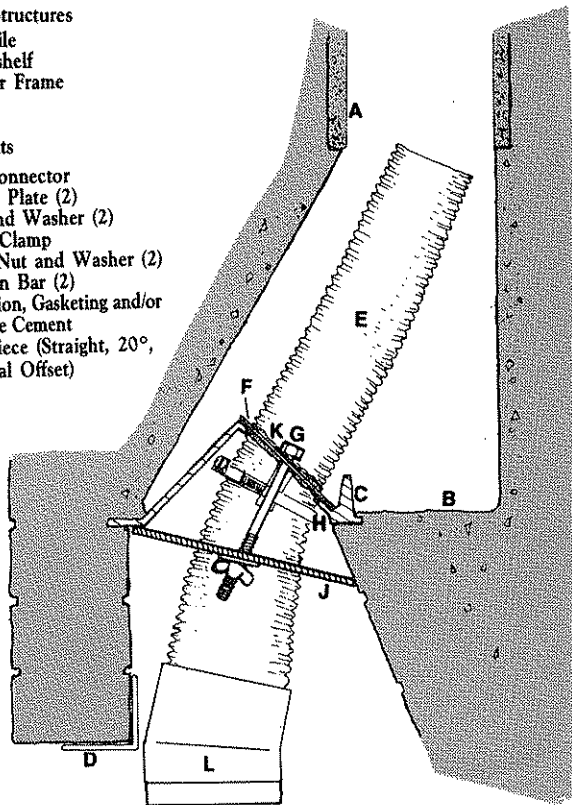 tructures
ile
shelf
r Frame
ts
onnector
Plate (2)
nd Washer (2)
Clamp
Nut and Washer (2)
n Bar (2)
ion, Gasketing and/or
e Cement
iece (Straight, 20°,
al Offset)
A
E
F
K
G
C
B
H
J
D
L